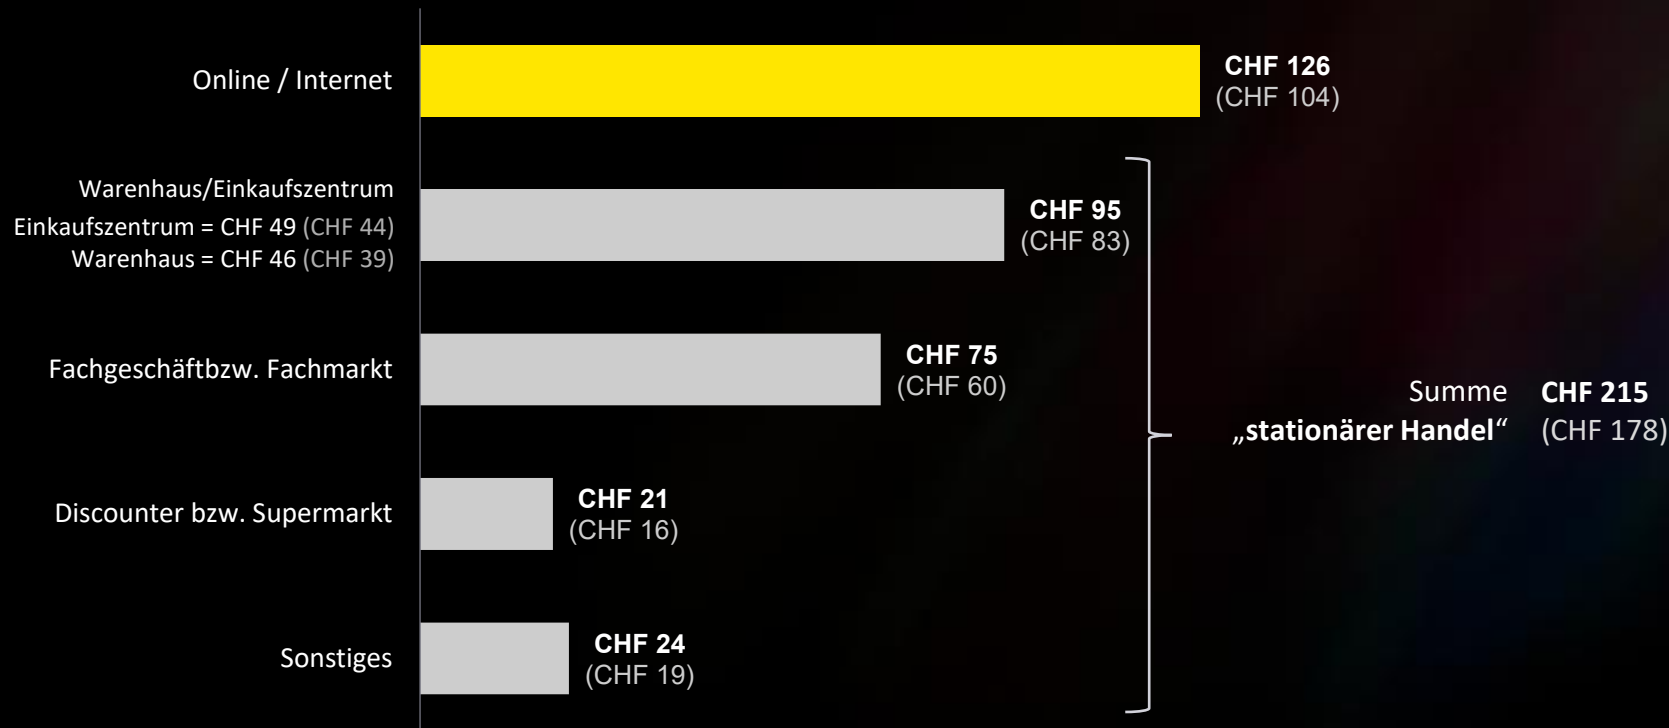 Online / Internet
CHF 126
(CHF 104)
Warenhaus/Einkaufszentrum
Einkaufszentrum = CHF 49 (CHF 44)
Warenhaus = CHF 46 (CHF 39)
CHF 95
(CHF 83)
Fachgeschäftbzw. Fachmarkt
CHF 75
(CHF 60)
Discounter bzw. Supermarkt
CHF 21
(CHF 16)
Sonstiges
CHF 24
(CHF 19)
Summe CHF 215
„stationärer Handel“ (CHF 178)